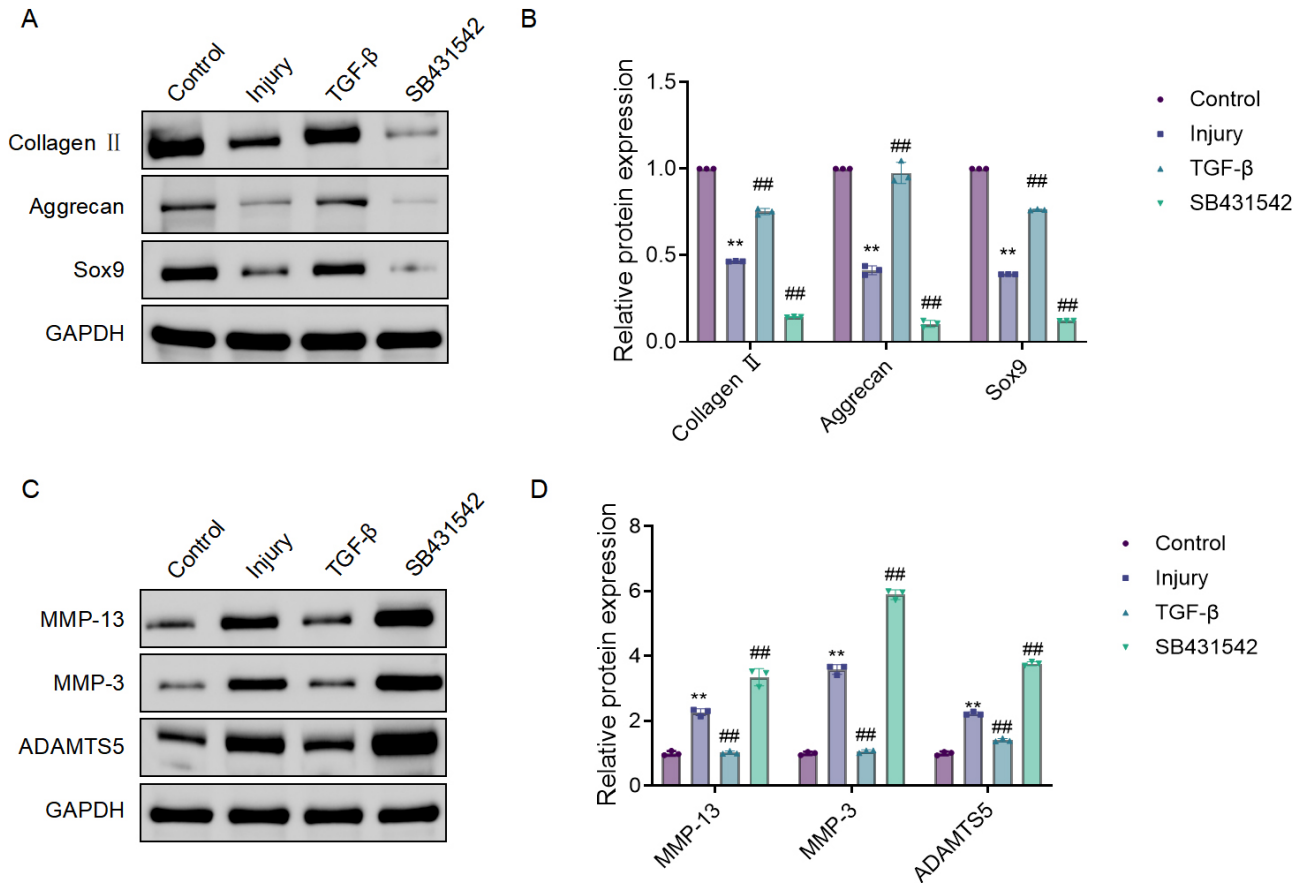 A
Control
Injury
TGF-β
SB431542
Collagen Ⅱ
Aggrecan
Sox9
GAPDH
B
Relative protein expression
1.5
1.0
0.5
0.0
**
##
##
**
##
##
**
##
##
Collagen Ⅱ
Aggrecan
Sox9
Control
Injury
TGF-β
SB431542
C
Control
Injury
TGF-β
SB431542
MMP-13
MMP-3
ADAMTS5
GAPDH
D
Relative protein expression
8
6
4
2
0
**
##
##
**
##
##
**
##
##
MMP-13
MMP-3
ADAMTS5
Control
Injury
TGF-β
SB431542